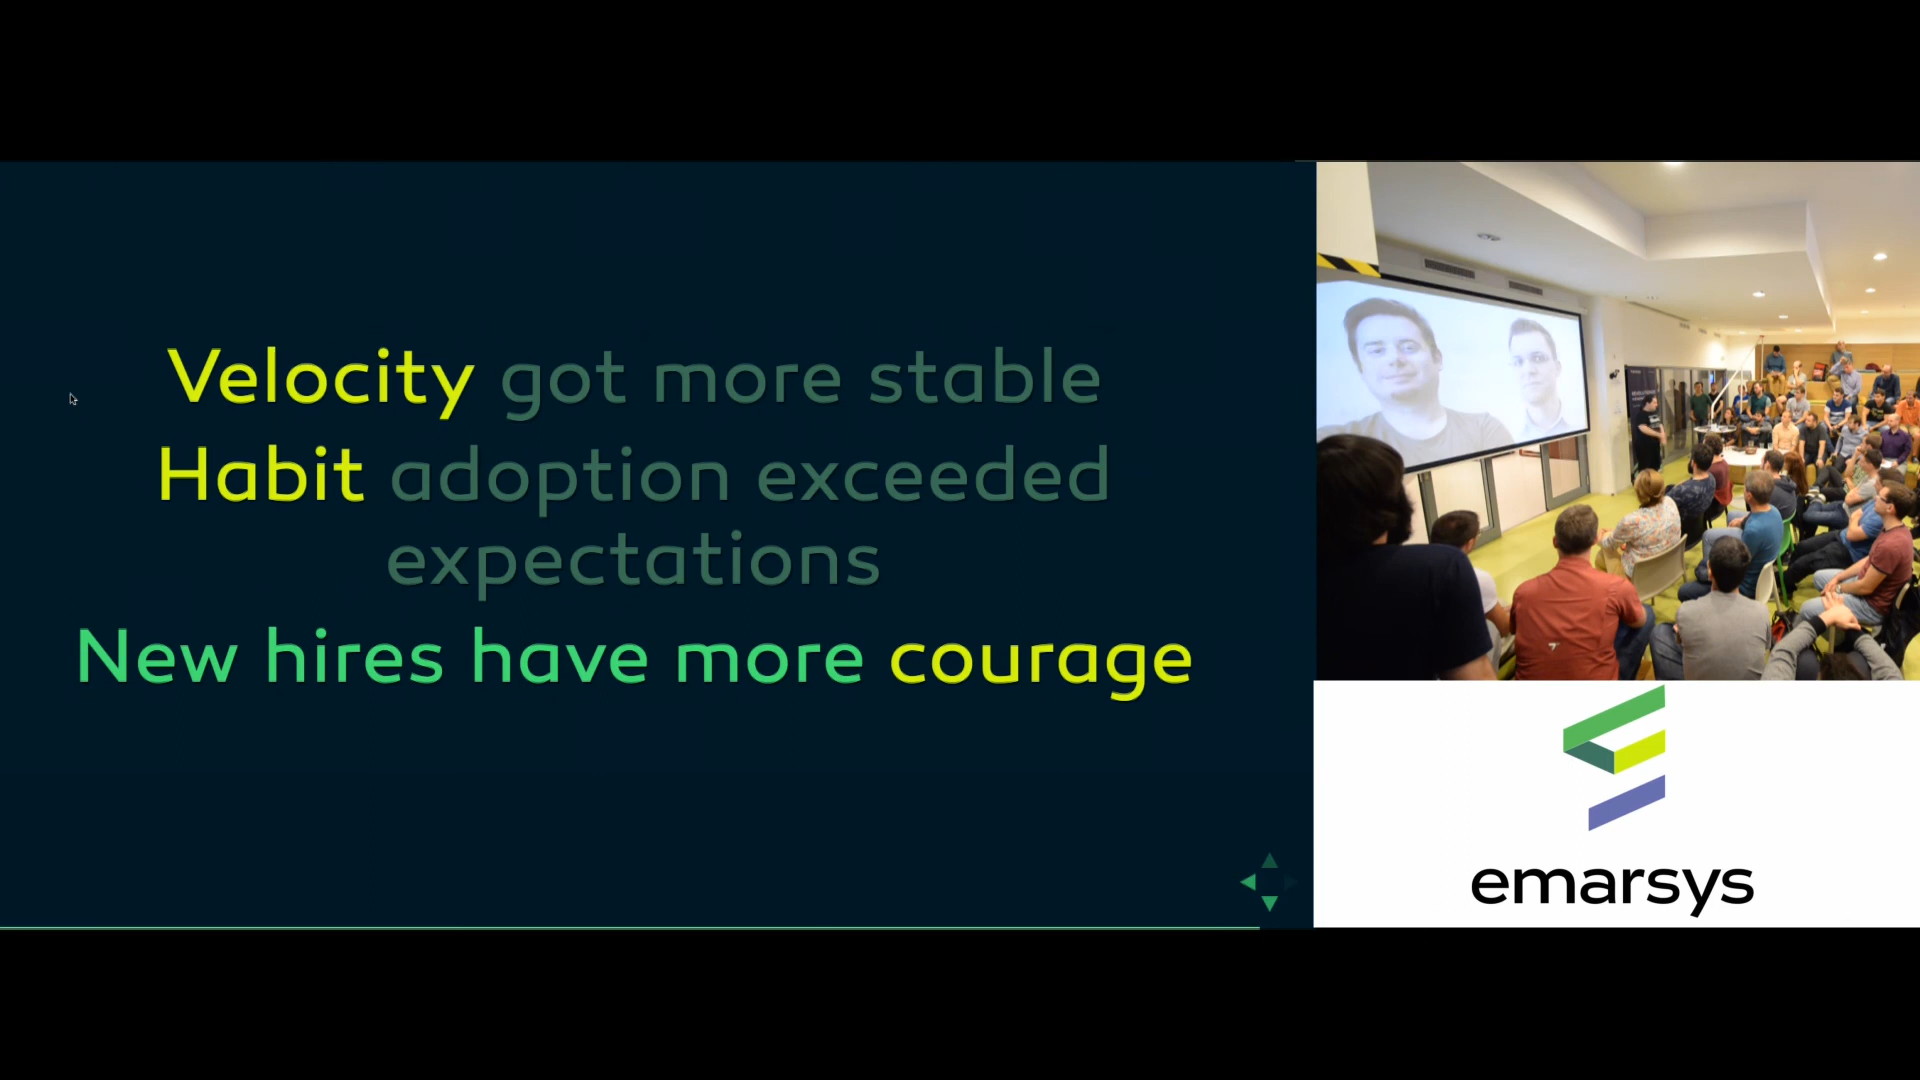 Velocity got more stable
Habit adoption exceeded
expectations
New hires have more courage
emarsys